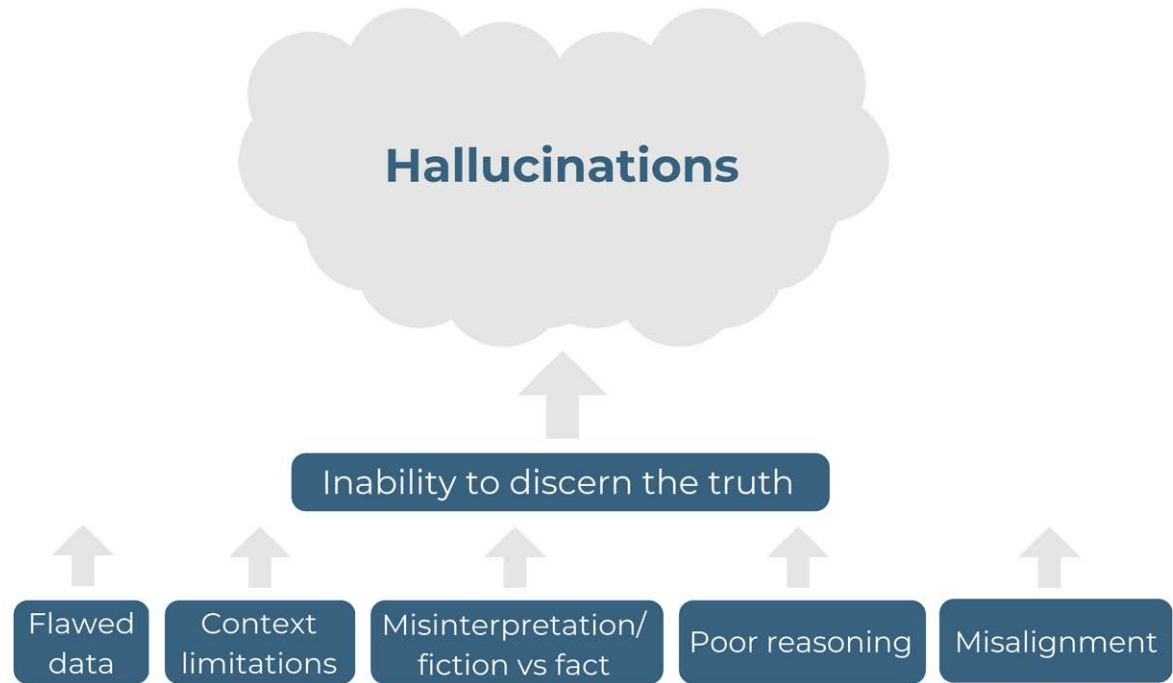 Hallucinations
Inability to discern the truth
Flawed
data
Context
limitations
Misinterpretation/
fiction vs fact
Poor reasoning
Misalignment